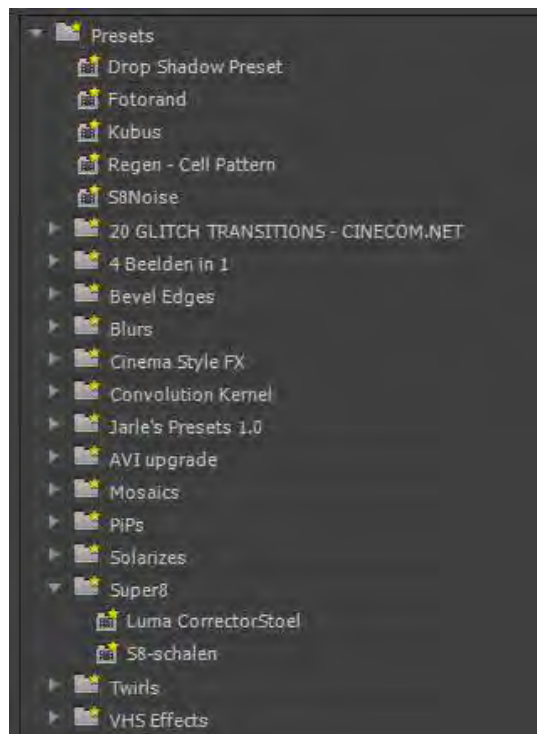 Presets
Drop Shadow Preset
Fotorand
Kubus
Regen - Cell Pattern
S8Noise
20 GLITCH TRANSITIONS - CINECOM.NET
4 Beelden in 1
Bevel Edges
Blurs
Cinema Style FX
Convolution Kernel
Jarle's Presets 1.0
AVI upgrade
Mosaics
PiPs
Solarizes
Super8
Luma CorrectorStoel
S8-schalen
Twirls
VHS Effects